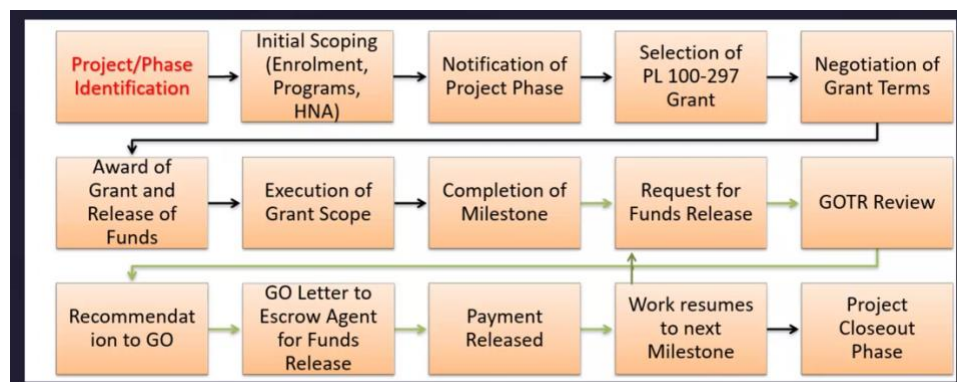 Project/Phase
Identification
Initial Scoping
(Enrolment,
Programs,
HNA)
Notification of
Project Phase
Selection of
PL 100-297
Grant
Negotiation of
Grant Terms
Award of
Grant and
Release of
Funds
Execution of
Grant Scope
Completion of
Milestone
Request for
Funds Release
GOTR Review
Recommendat
ion to GO
GO Letter to
Escrow Agent
for Funds
Release
Payment
Released
Work resumes
to next
Milestone
Project
Closeout
Phase